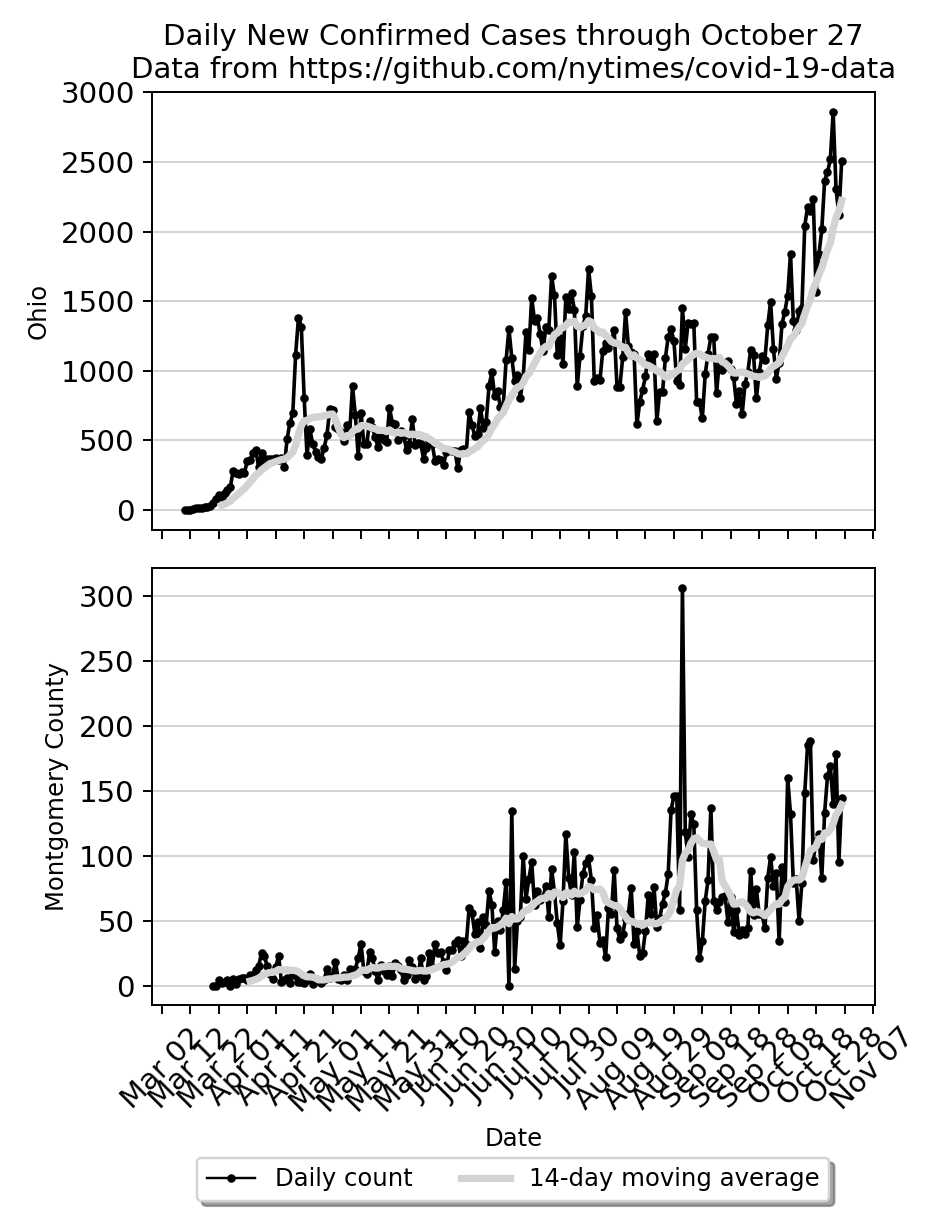 Daily New Confirmed Cases through October 27
Data from https://github.com/nytimes/covid-19-data
3000
2500
2000
1500
1000
500
0
Ohio
300
250
200
150
100
50
0
Montgomery County
Mar 02
Mar 12
Mar 22
Apr 01
Apr 11
Apr 21
May 01
May 11
May 21
May 31
Jun 10
Jun 20
Jun 30
Jul 10
Jul 20
Jul 30
Aug 09
Aug 19
Aug 29
Sep 08
Sep 18
Sep 28
Oct 08
Oct 18
Oct 28
Nov 07
Date
Daily count
14-day moving average